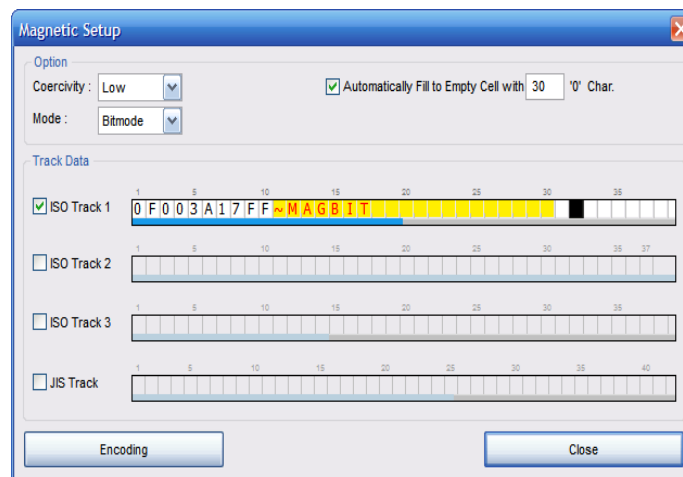 Magnetic Setup
Option
Coercivity : Low
Automatically Fill to Empty Cell with 30 '0' Char.
Mode : Bitmode
Track Data
1 5 10 15 20 25 30 35
ISO Track 1 0F003A17FF~MAGBIT
1 5 10 15 20 25 30 35 37
ISO Track 2
1 5 10 15 20 25 30 35
ISO Track 3
1 5 10 15 20 25 30 35 40
JIS Track
Encoding Close